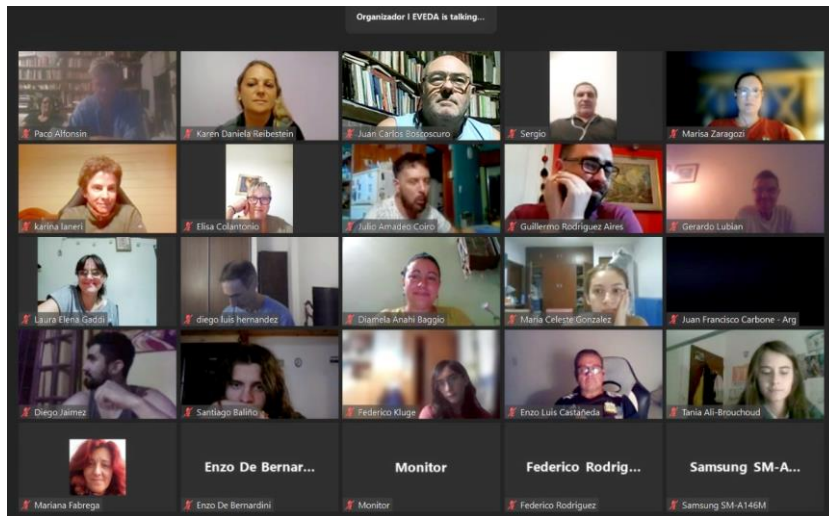 Organizador I EVEDA is talking...
Paco Alfonsin
Karen Daniela Reibestein
Juan Carlos Boscoscuro
Sergio
Marisa Zaragozi
karina Ianeri
Elisa Colantonio
Julio Amadeo Coiro
Guillermo Rodriguez Aires
Gerardo Lubian
Laura Elena Gaddi
diego luis hernandez
Diamela Anahi Baggio
Maria Celeste Gonzalez
Juan Francisco Carbone - Arg
Diego Jaimez
Santiago Baliño
Federico Kluge
Enzo Luis Castañeda
Tania Ali-Brouchoud
Enzo De Bernar...
Monitor
Federico Rodrig...
Samsung SM-A...
Mariana Fabrega
Enzo De Bernardini
Monitor
Federico Rodriguez
Samsung SM-A146M